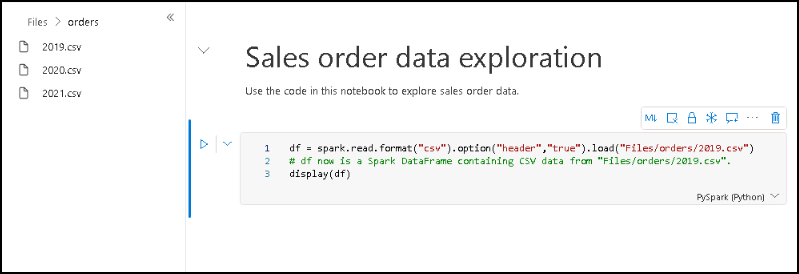 Files > orders
2019.csv
2020.csv
2021.csv
Sales order data exploration
Use the code in this notebook to explore sales order data.
M↓
1 df = spark.read.format("csv").option("header","true").load("Files/orders/2019.csv")
2 # df now is a Spark DataFrame containing CSV data from "Files/orders/2019.csv".
3 display(df)
PySpark (Python)